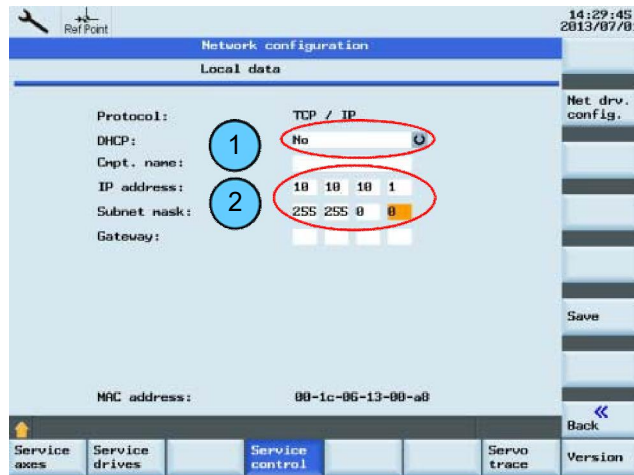 Ref Point
14:29:45
2013/07/0
Network configuration
Local data
Net drv.
config.
Protocol: TCP / IP
DHCP: No
1
Cmpt. name:
IP address: 10 10 10 1
2
Subnet mask: 255 255 0 0
Gateway:
Save
MAC address: 00-1c-06-13-00-a8
«
Back
Service
axes
Service
drives
Service
control
Servo
trace
Version